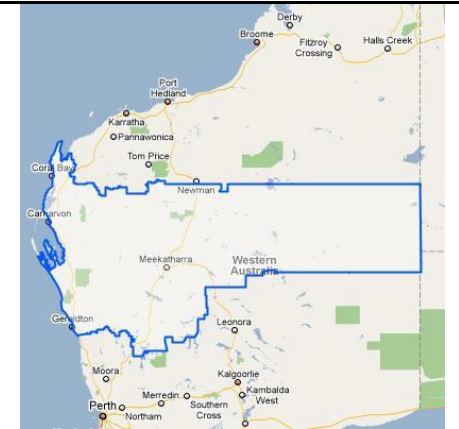 Derby
Broome
Fitzroy
Crossing
Halls Creek
Port
Hedland
Karratha
Pannawonica
Tom Price
Coral Bay
Newman
Carnarvon
Meekatharra
Western
Australia
Geraldton
Leonora
Moora
Kalgoorlie
Merredin
Kambalda
West
Perth
Northam
Southern
Cross